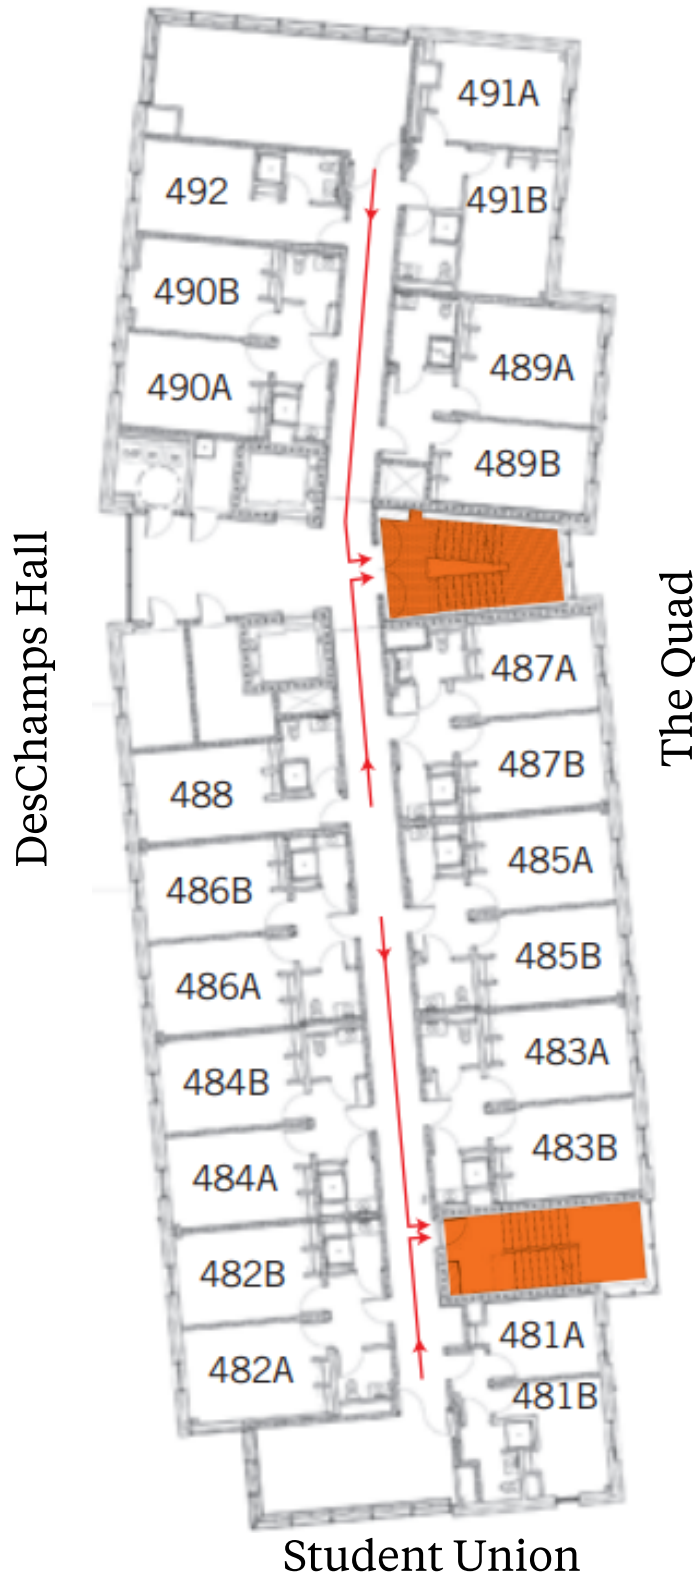 491A
492
491B
490B
489A
490A
489B
DesChamps Hall
The Quad
487A
487B
488
485A
486B
485B
486A
483A
484B
483B
484A
482B
481A
482A
481B
Student Union